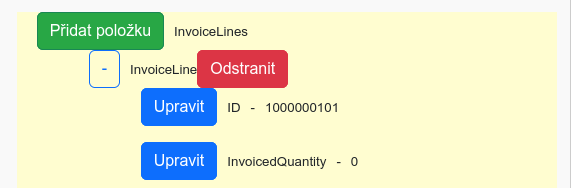 Přidat položku InvoiceLines
- InvoiceLine Odstranit
Upravit ID - 1000000101
Upravit InvoicedQuantity - 0